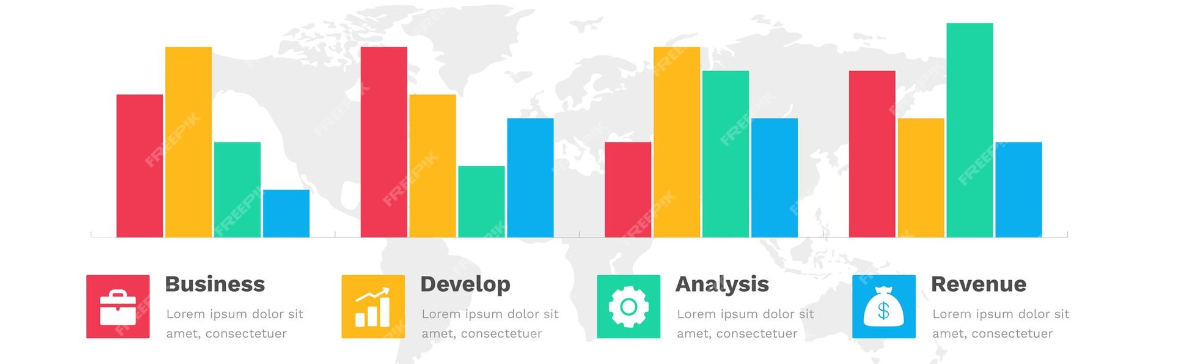 Business
Lorem ipsum dolor sit
amet, consectetuer
Develop
Lorem ipsum dolor sit
amet, consectetuer
Analysis
Lorem ipsum dolor sit
amet, consectetuer
Revenue
Lorem ipsum dolor sit
amet, consectetuer
$
FREEPIK